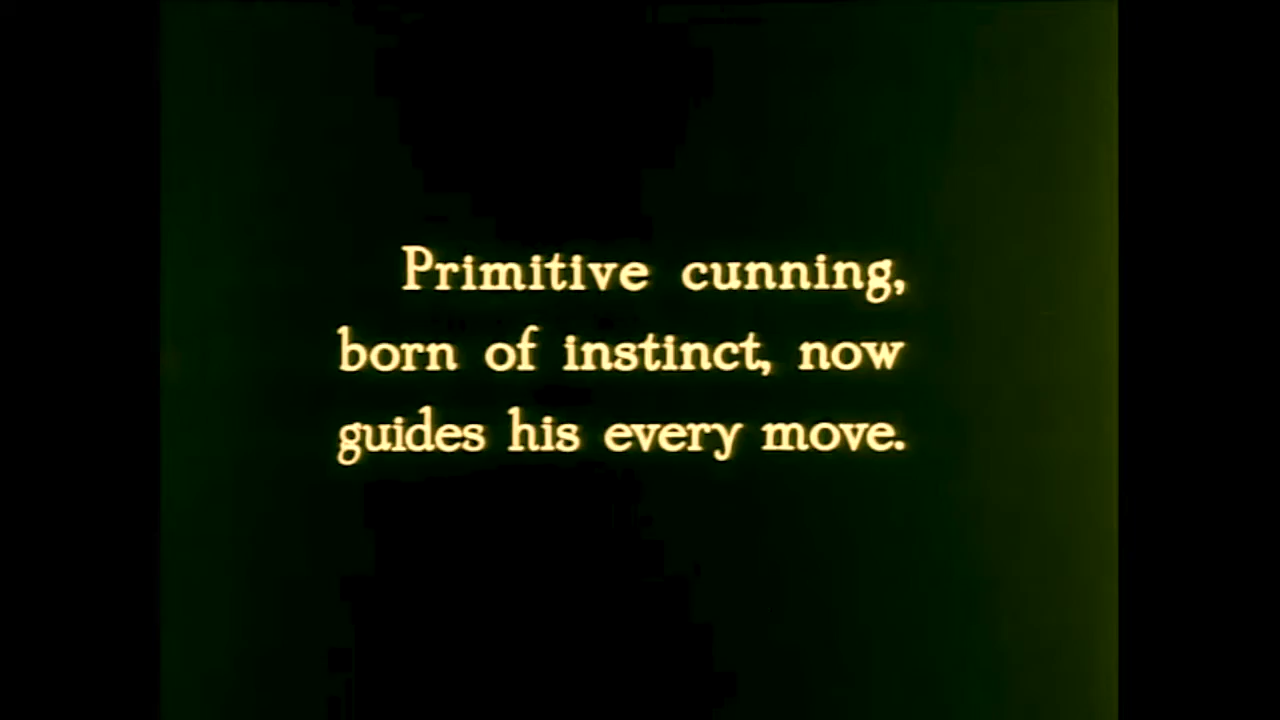 Primitive cunning,
born of instinct, now
guides his every move.